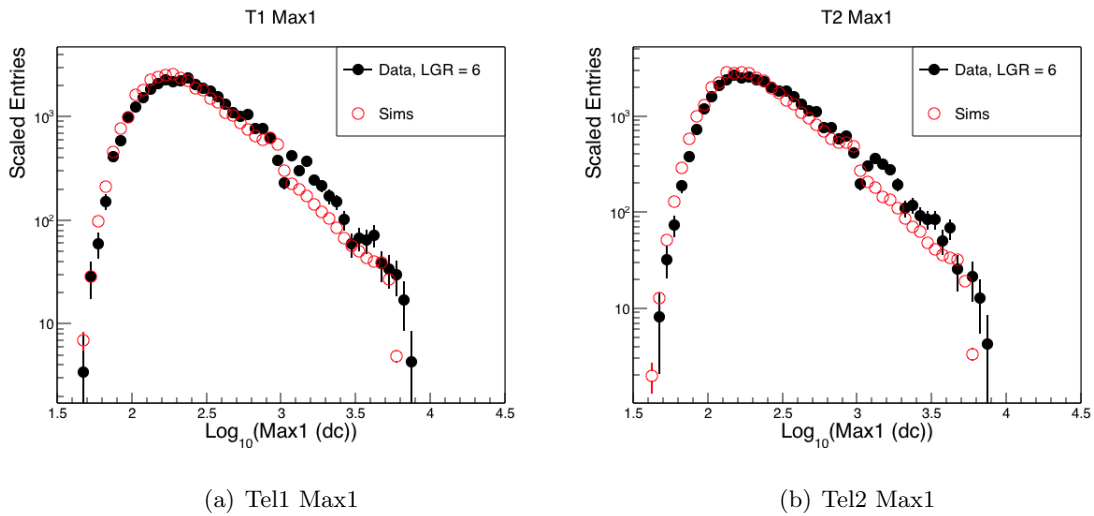 T1 Max1
Scaled Entries
Data, LGR = 6
Sims
10³
10²
10
1.5 2 2.5 3 3.5 4 4.5
Log₁₀(Max1 (dc))
(a) Tel1 Max1
T2 Max1
Scaled Entries
Data, LGR = 6
Sims
10³
10²
10
1.5 2 2.5 3 3.5 4 4.5
Log₁₀(Max1 (dc))
(b) Tel2 Max1